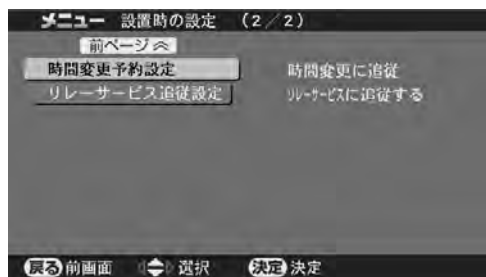 メニュー 設置時の設定 （2／2）
前ページ
時間変更予約設定 時間変更に追従
リレーサービス追従設定 ﾘﾚｰｻｰﾋﾞｽに追従する
戻る 前画面 選択 決定 決定